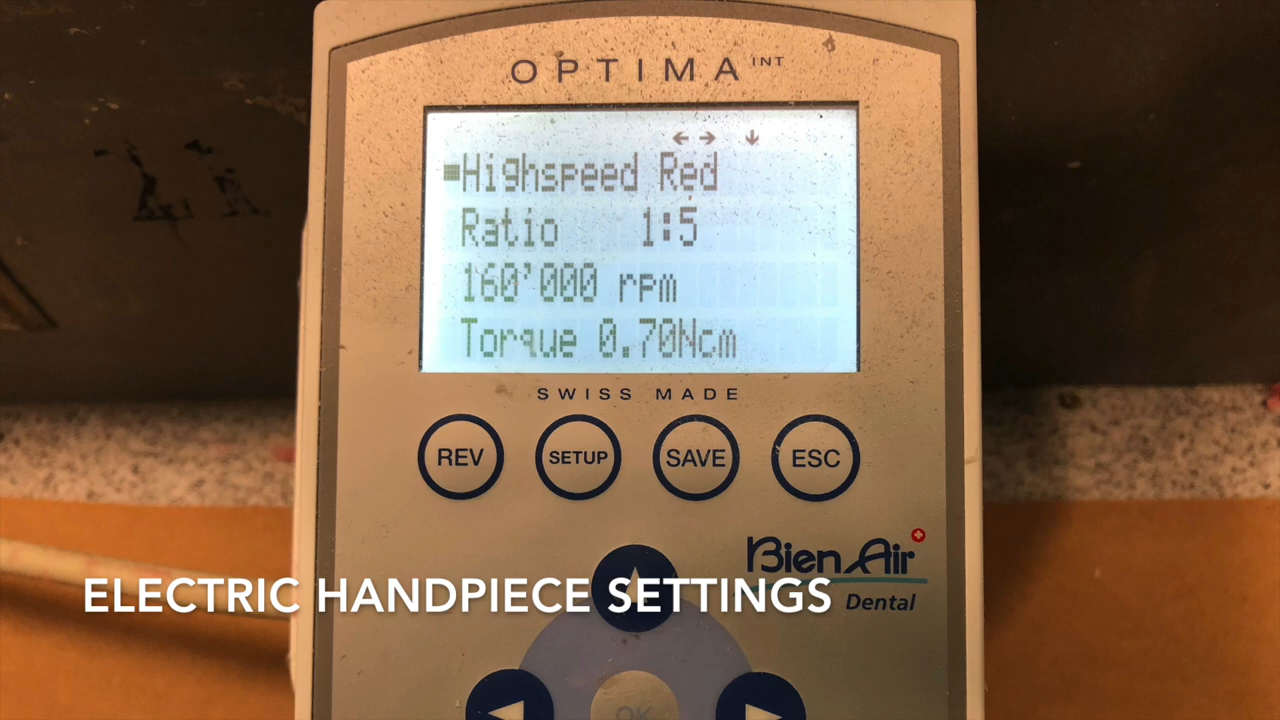 OPTIMA INT
← → ↓
Highspeed Red
Ratio 1:5
160'000 rpm
Torque 0.70Ncm
SWISS MADE
REV SETUP SAVE ESC
Bien Air
Dental
ELECTRIC HANDPIECE SETTINGS
OK